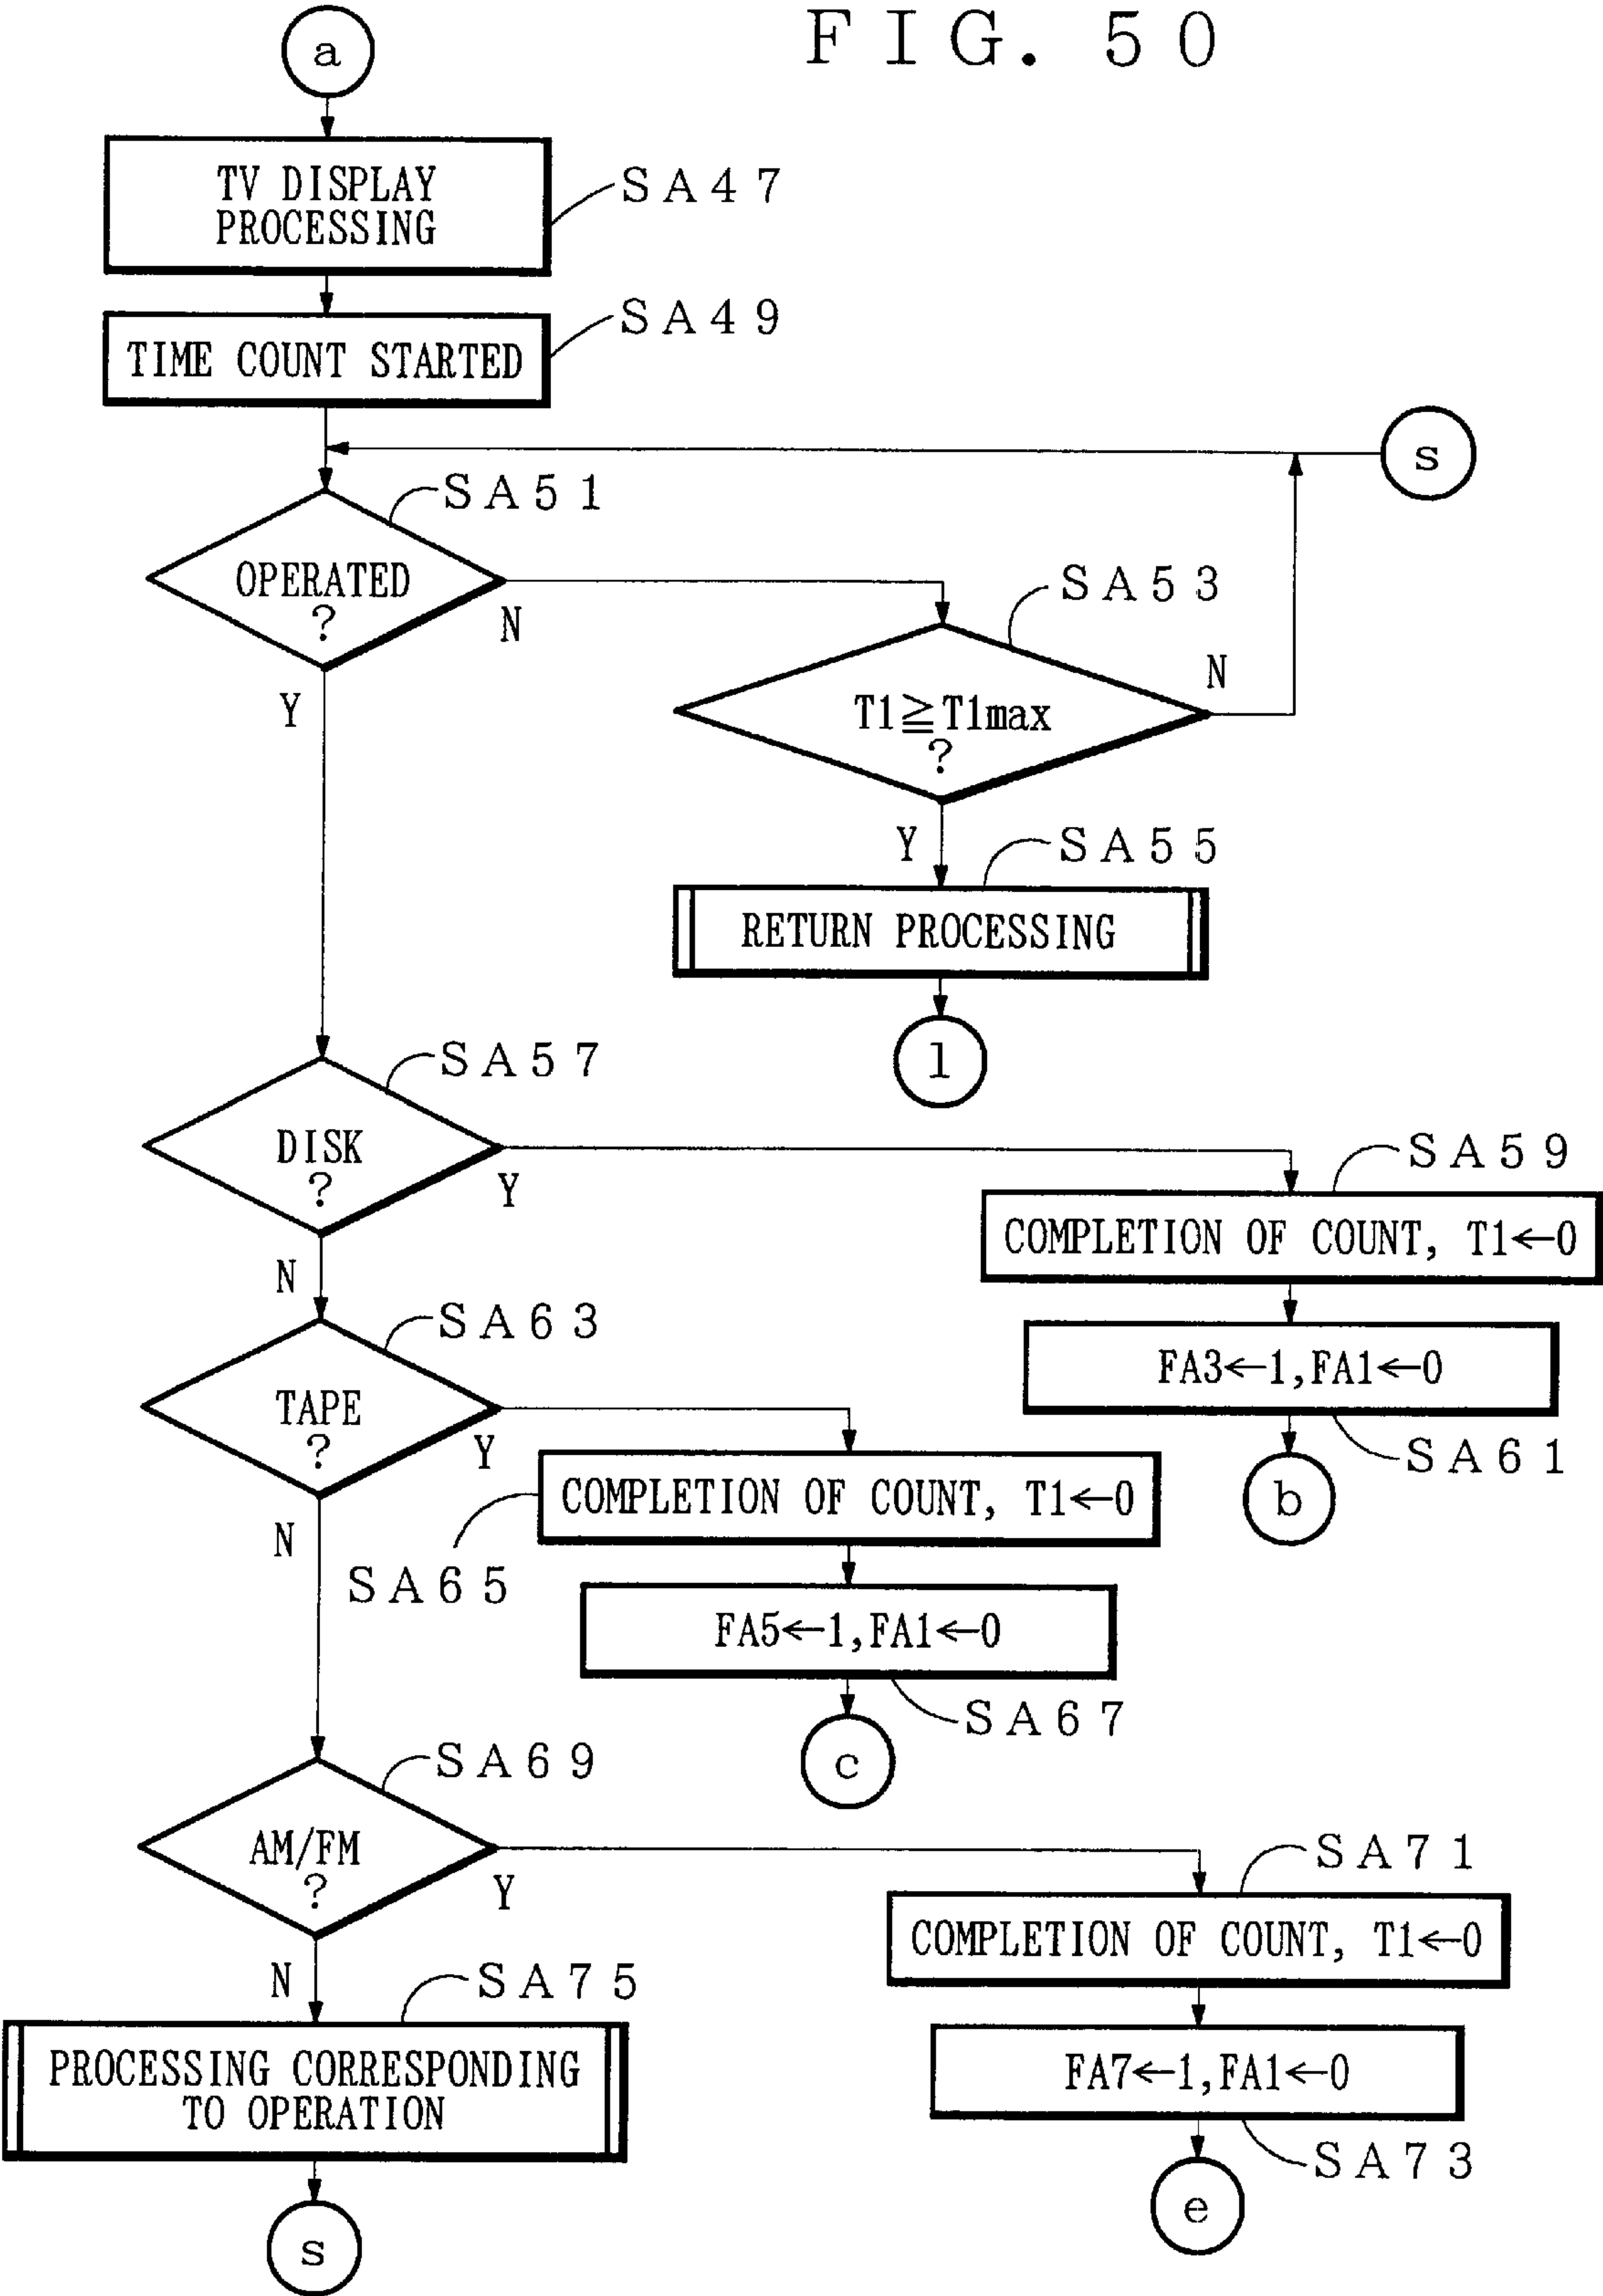 FIG. 50
a
TV DISPLAY
PROCESSING
SA47
TIME COUNT STARTED
SA49
s
SA51
OPERATED
?
N
Y
SA53
T1≧T1max
?
N
Y
SA55
RETURN PROCESSING
l
SA57
DISK
?
Y
N
SA59
COMPLETION OF COUNT, T1←0
FA3←1,FA1←0
SA61
b
SA63
TAPE
?
Y
N
COMPLETION OF COUNT, T1←0
SA65
FA5←1,FA1←0
SA67
c
SA69
AM/FM
?
Y
N
SA71
COMPLETION OF COUNT, T1←0
FA7←1,FA1←0
SA73
e
SA75
PROCESSING CORRESPONDING
TO OPERATION
s